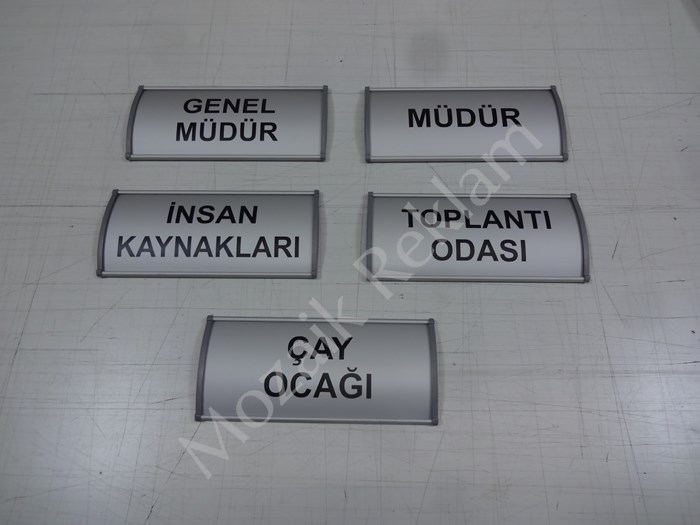 GENEL
MÜDÜR
MÜDÜR
İNSAN
KAYNAKLARI
TOPLANTI
ODASI
ÇAY
OCAĞI
Mozaik Reklam